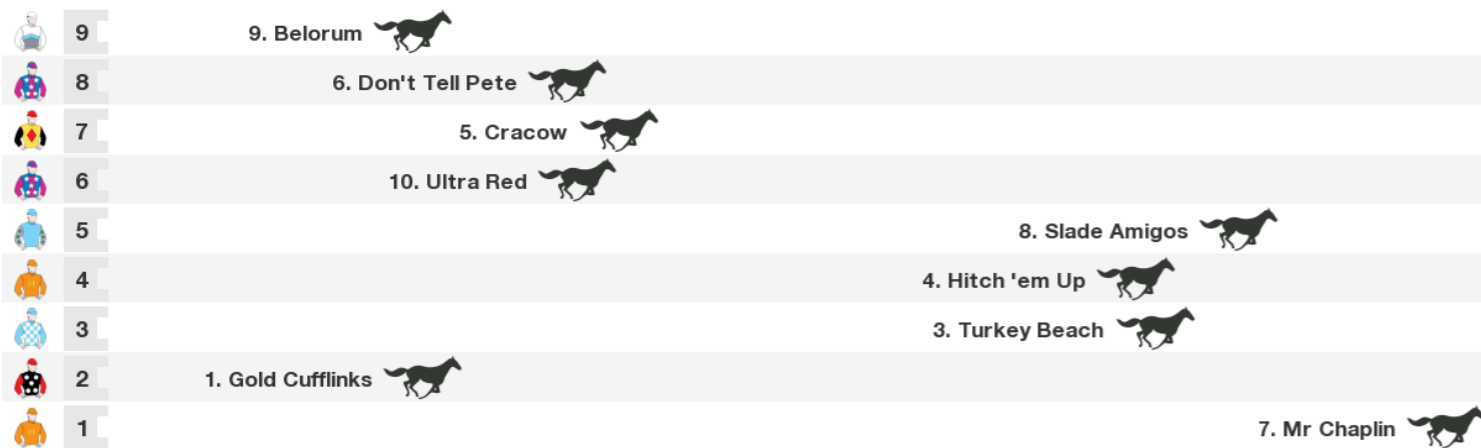 9 9. Belorum
8 6. Don't Tell Pete
7 5. Cracow
6 10. Ultra Red
5 8. Slade Amigos
4 4. Hitch 'em Up
3 3. Turkey Beach
2 1. Gold Cufflinks
1 7. Mr Chaplin